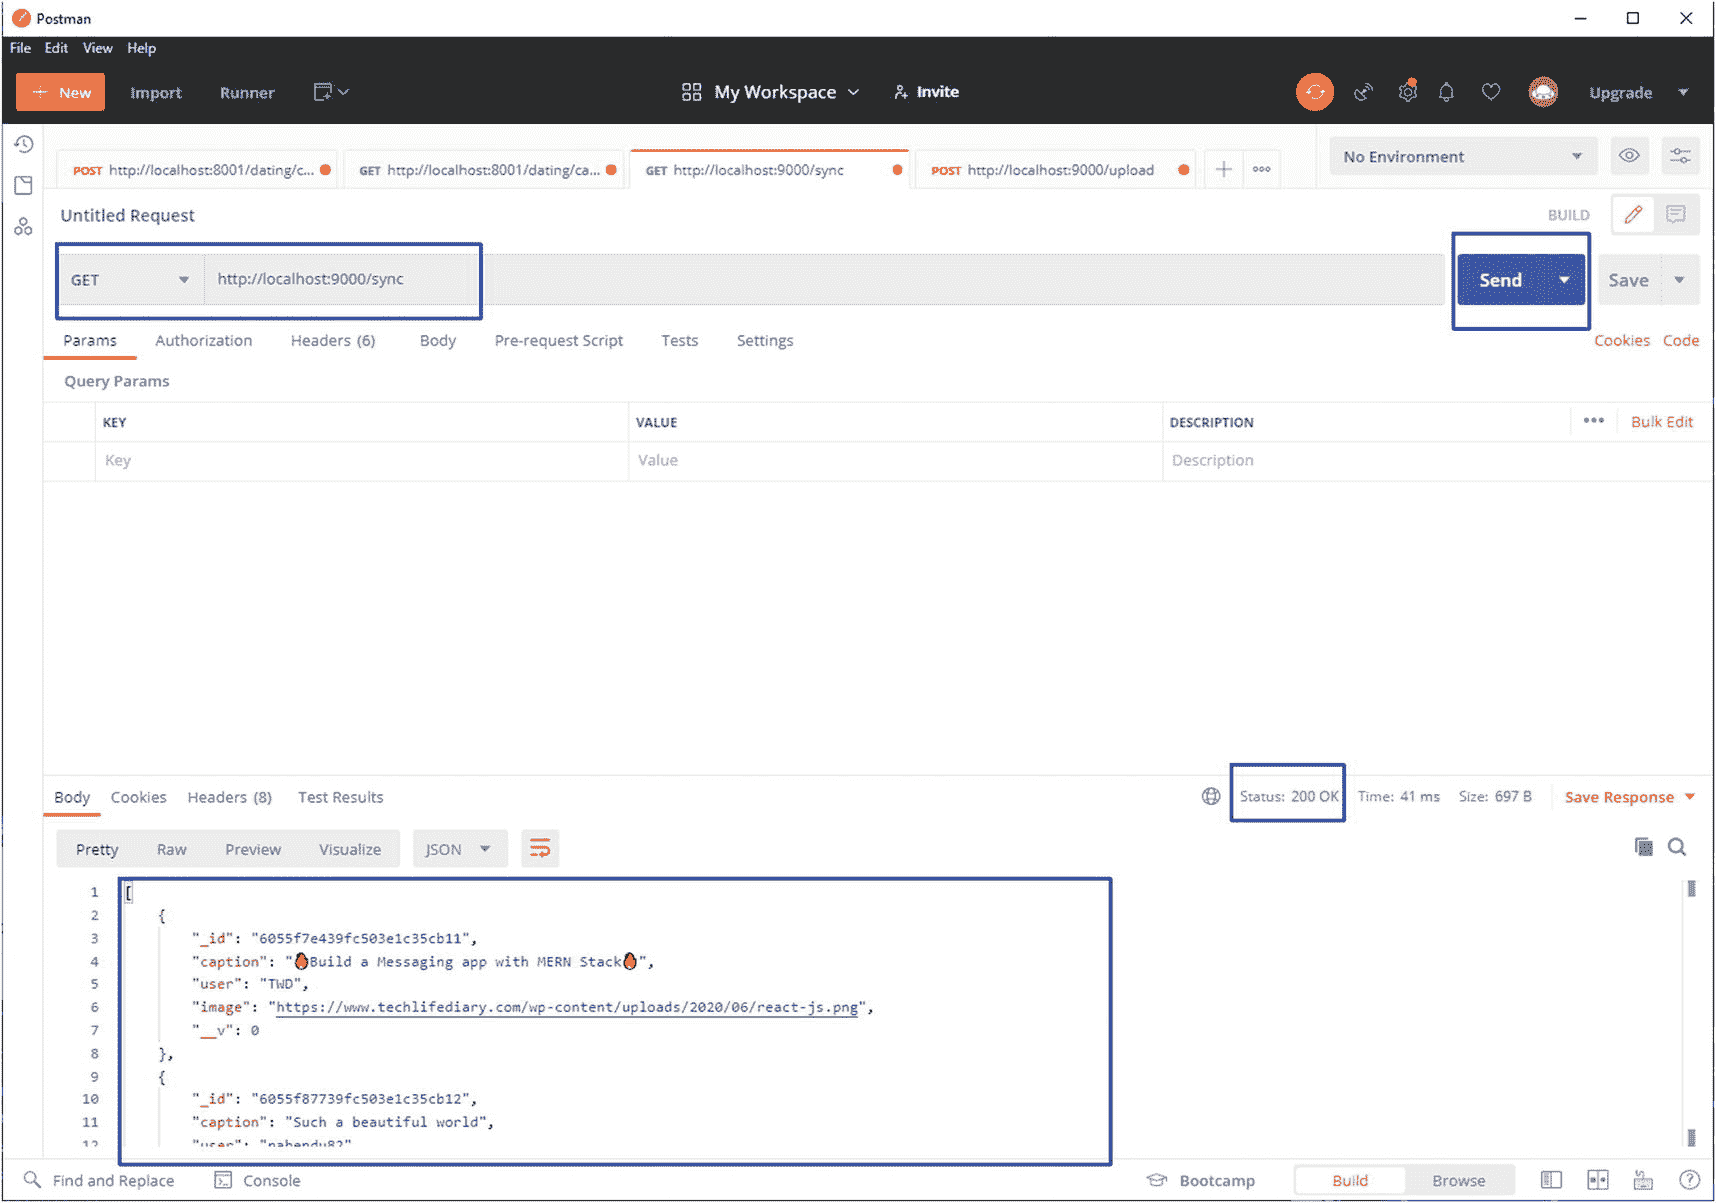 Postman
File Edit View Help
+ New Import Runner My Workspace Invite Upgrade
POST http://localhost:8001/dating/c... GET http://localhost:8001/dating/ca... GET http://localhost:9000/sync POST http://localhost:9000/upload No Environment
Untitled Request BUILD
GET http://localhost:9000/sync Send Save
Params Authorization Headers (6) Body Pre-request Script Tests Settings Cookies Code
Query Params
KEY VALUE DESCRIPTION ••• Bulk Edit
Key Value Description
Body Cookies Headers (8) Test Results Status: 200 OK Time: 41 ms Size: 697 B Save Response
Pretty Raw Preview Visualize JSON
1 [
2 {
3 "_id": "6055f7e439fc503e1c35cb11",
4 "caption": "Build a Messaging app with MERN Stack",
5 "user": "TWD",
6 "image": "https://www.techlifediary.com/wp-content/uploads/2020/06/react-js.png",
7 "__v": 0
8 },
9 {
10 "_id": "6055f87739fc503e1c35cb12",
11 "caption": "Such a beautiful world",
12 "user": "nabendu82"
Find and Replace Console Bootcamp Build Browse